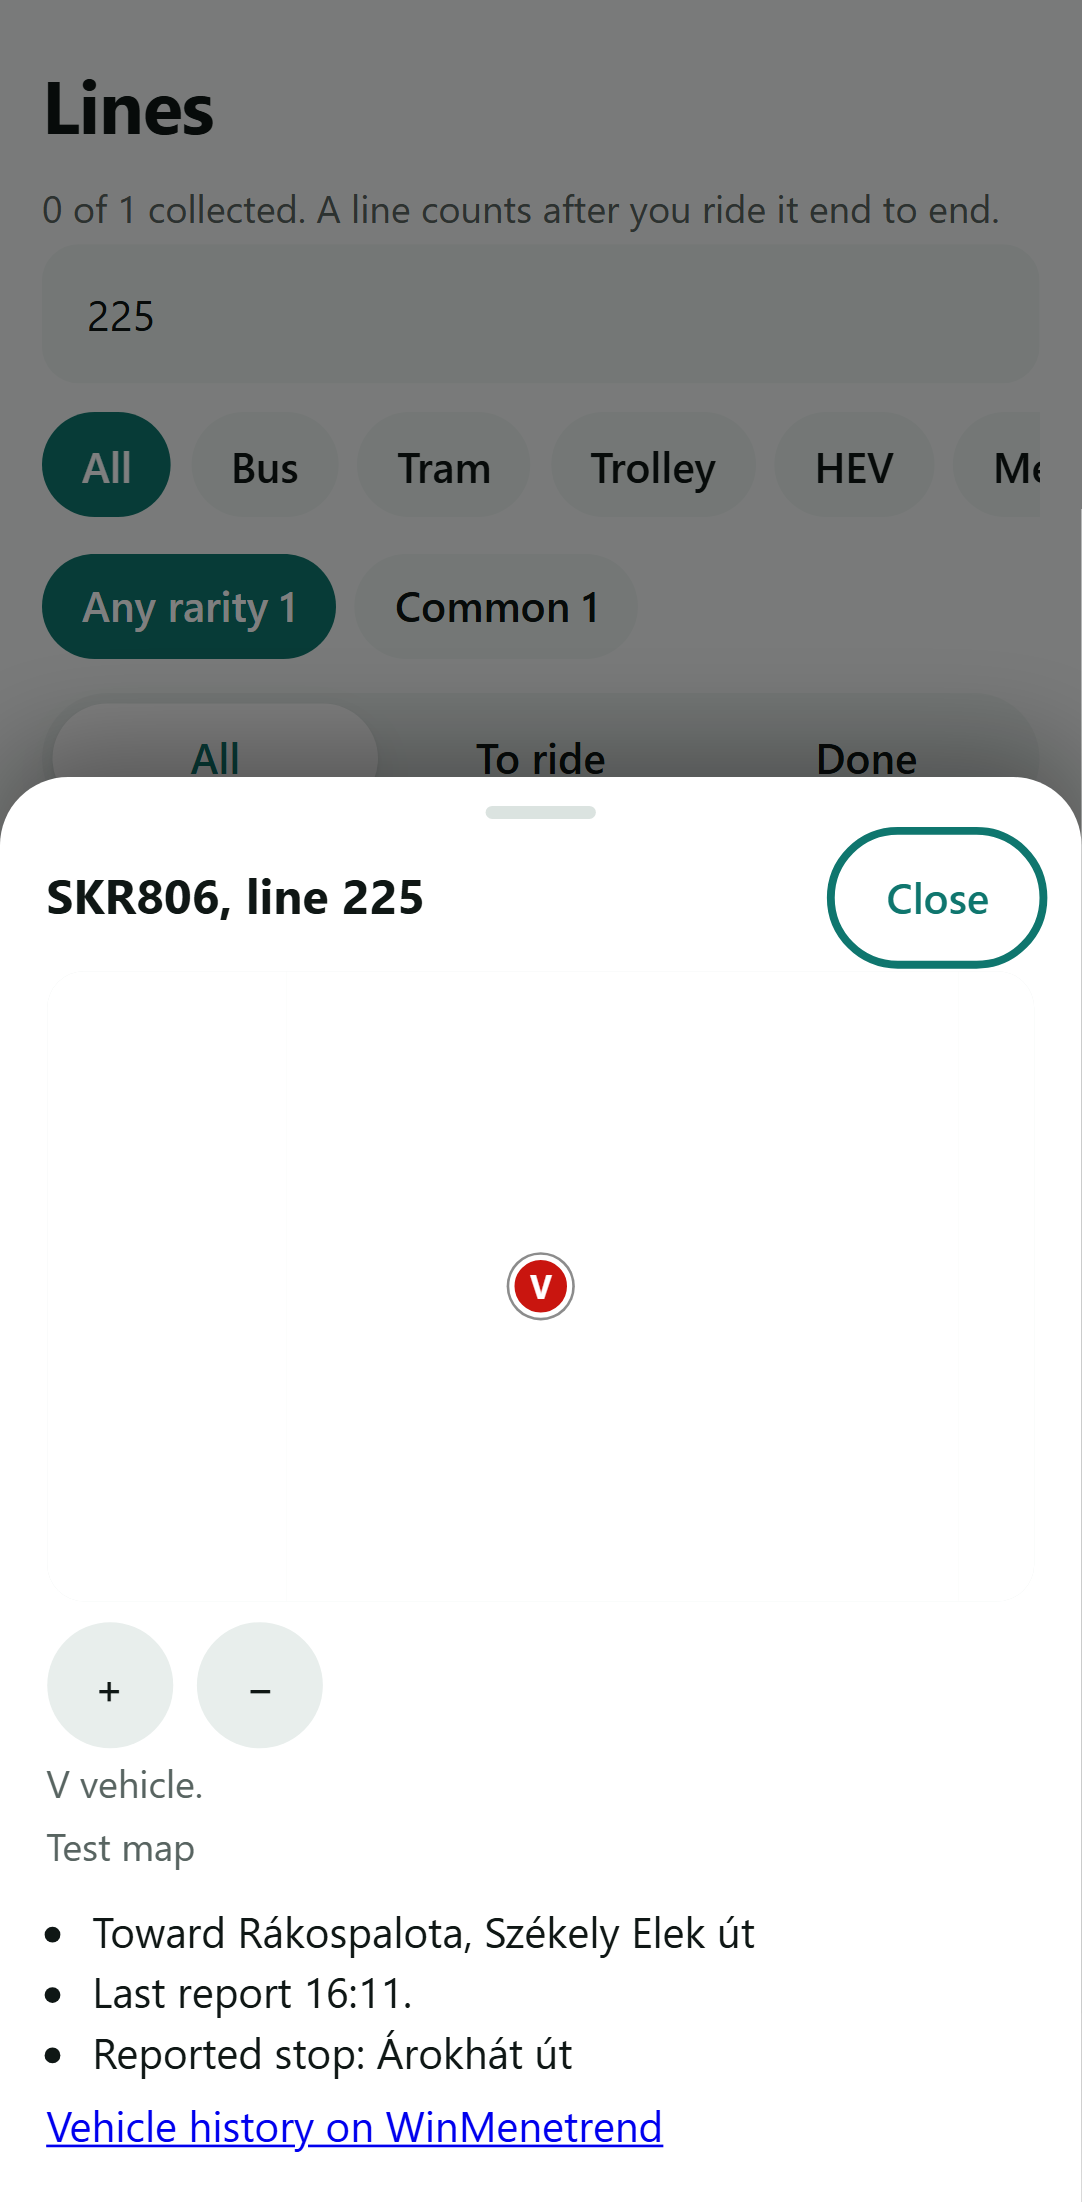 Lines
0 of 1 collected. A line counts after you ride it end to end.
225
All Bus Tram Trolley HEV Me
Any rarity 1 Common 1
All To ride Done
SKR806, line 225
Close
V
+ −
V vehicle.
Test map
• Toward Rákospalota, Székely Elek út
• Last report 16:11.
• Reported stop: Árokhát út
Vehicle history on WinMenetrend